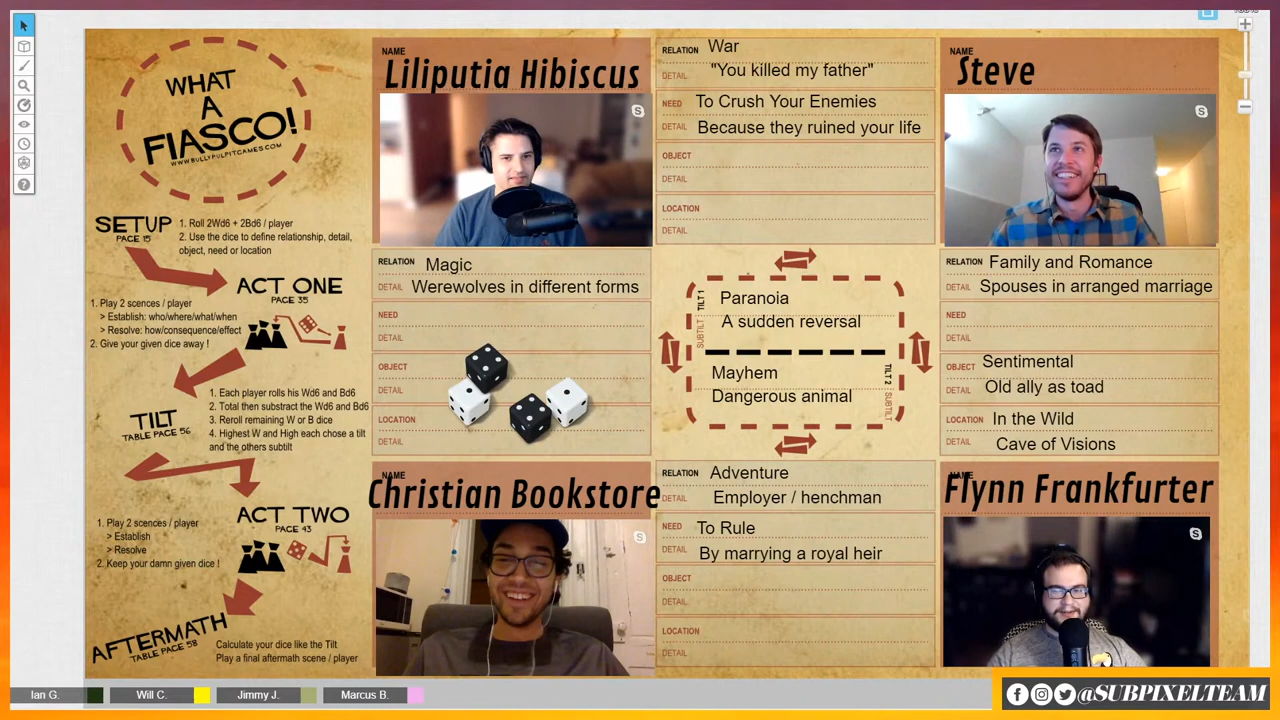 WHAT
A
FIASCO!
WWW.BULLYPULPITGAMES.COM
SETUP
PAGE 15
1. Roll 2Wd6 + 2Bd6 / player
2. Use the dice to define relationship, detail,
object, need or location
ACT ONE
PAGE 35
1. Play 2 scences / player
> Establish: who/where/what/when
> Resolve: how/consequence/effect
2. Give your given dice away !
TILT
TABLE PAGE 56
1. Each player rolls his Wd6 and Bd6
2. Total then substract the Wd6 and Bd6
3. Reroll remaining W or B dice
4. Highest W and High each chose a tilt
and the others subtilt
ACT TWO
PAGE 43
1. Play 2 scences / player
> Establish
> Resolve
2. Keep your damn given dice !
AFTERMATH
TABLE PAGE 58
Calculate your dice like the Tilt
Play a final aftermath scene / player
NAME
Liliputia Hibiscus
RELATION War
DETAIL "You killed my father"
NEED To Crush Your Enemies
DETAIL Because they ruined your life
OBJECT
DETAIL
LOCATION
DETAIL
NAME
Steve
RELATION Magic
DETAIL Werewolves in different forms
NEED
DETAIL
OBJECT
DETAIL
LOCATION
DETAIL
TILT 1
SUBTILT
Paranoia
A sudden reversal
Mayhem
Dangerous animal
TILT 2
SUBTILT
RELATION Family and Romance
DETAIL Spouses in arranged marriage
NEED
DETAIL
OBJECT Sentimental
DETAIL Old ally as toad
LOCATION In the Wild
DETAIL Cave of Visions
NAME
Christian Bookstore
RELATION Adventure
DETAIL Employer / henchman
NEED To Rule
DETAIL By marrying a royal heir
OBJECT
DETAIL
LOCATION
DETAIL
NAME
Flynn Frankfurter
Ian G.
Will C.
Jimmy J.
Marcus B.
@SUBPIXELTEAM